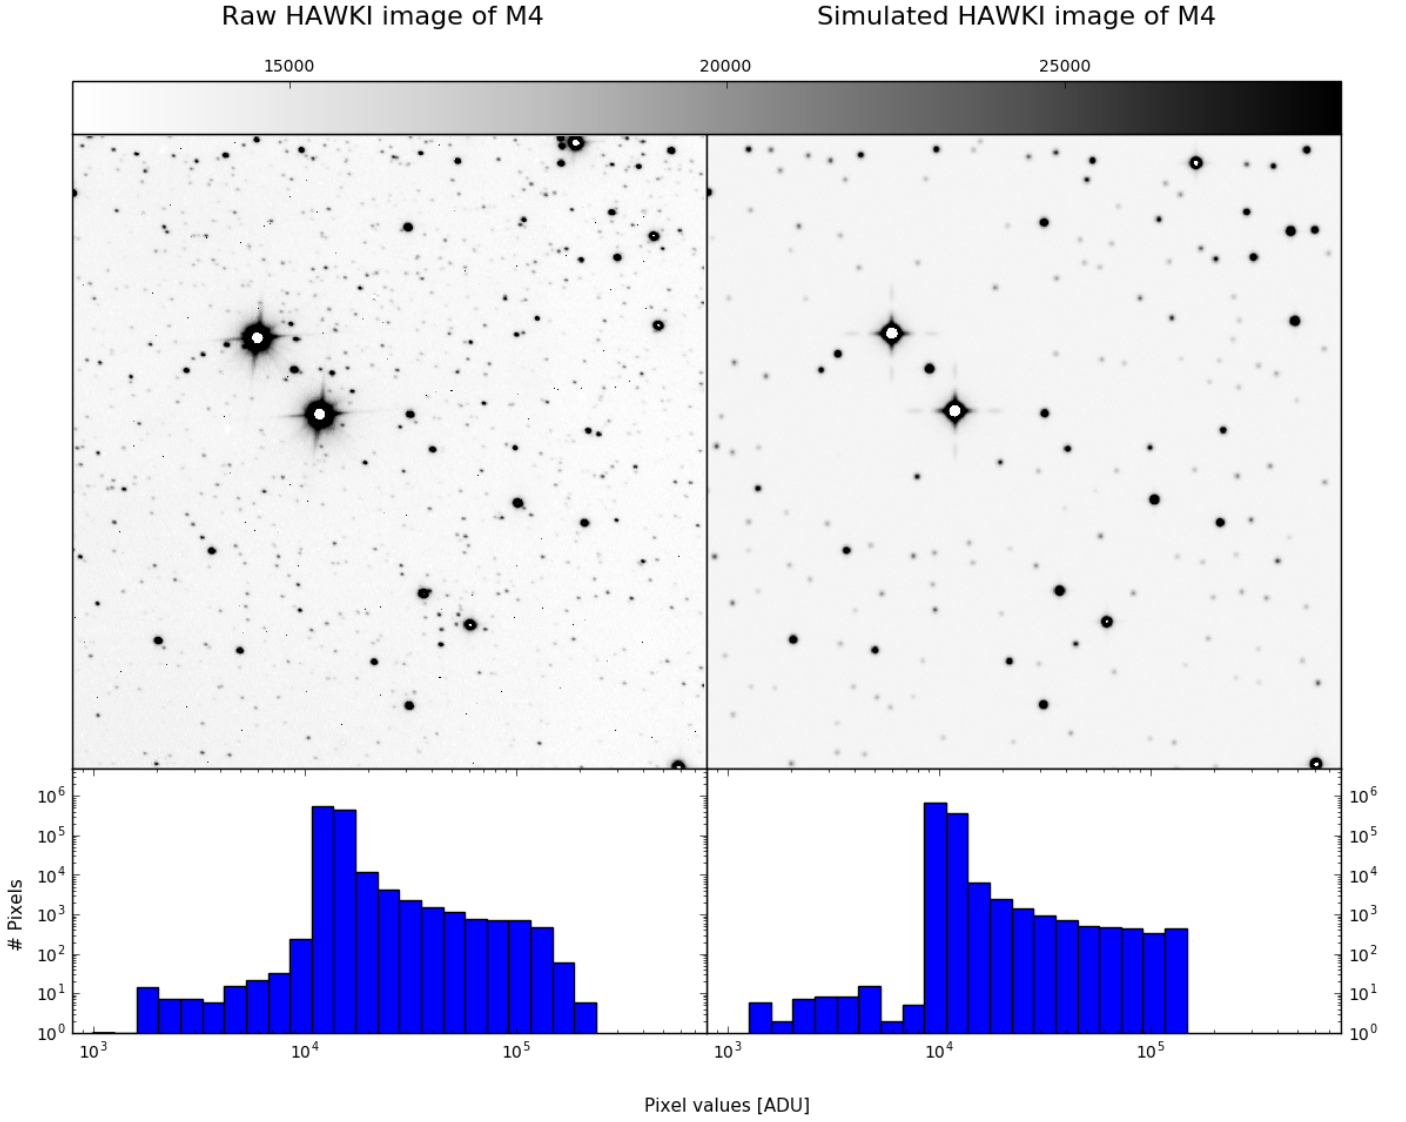 Raw HAWKI image of M4
Simulated HAWKI image of M4
15000 20000 25000
10^6 10^6
10^5 10^5
10^4 10^4
10^3 10^3
10^2 10^2
10^1 10^1
10^0 10^0
# Pixels
10^3 10^4 10^5 10^3 10^4 10^5
Pixel values [ADU]